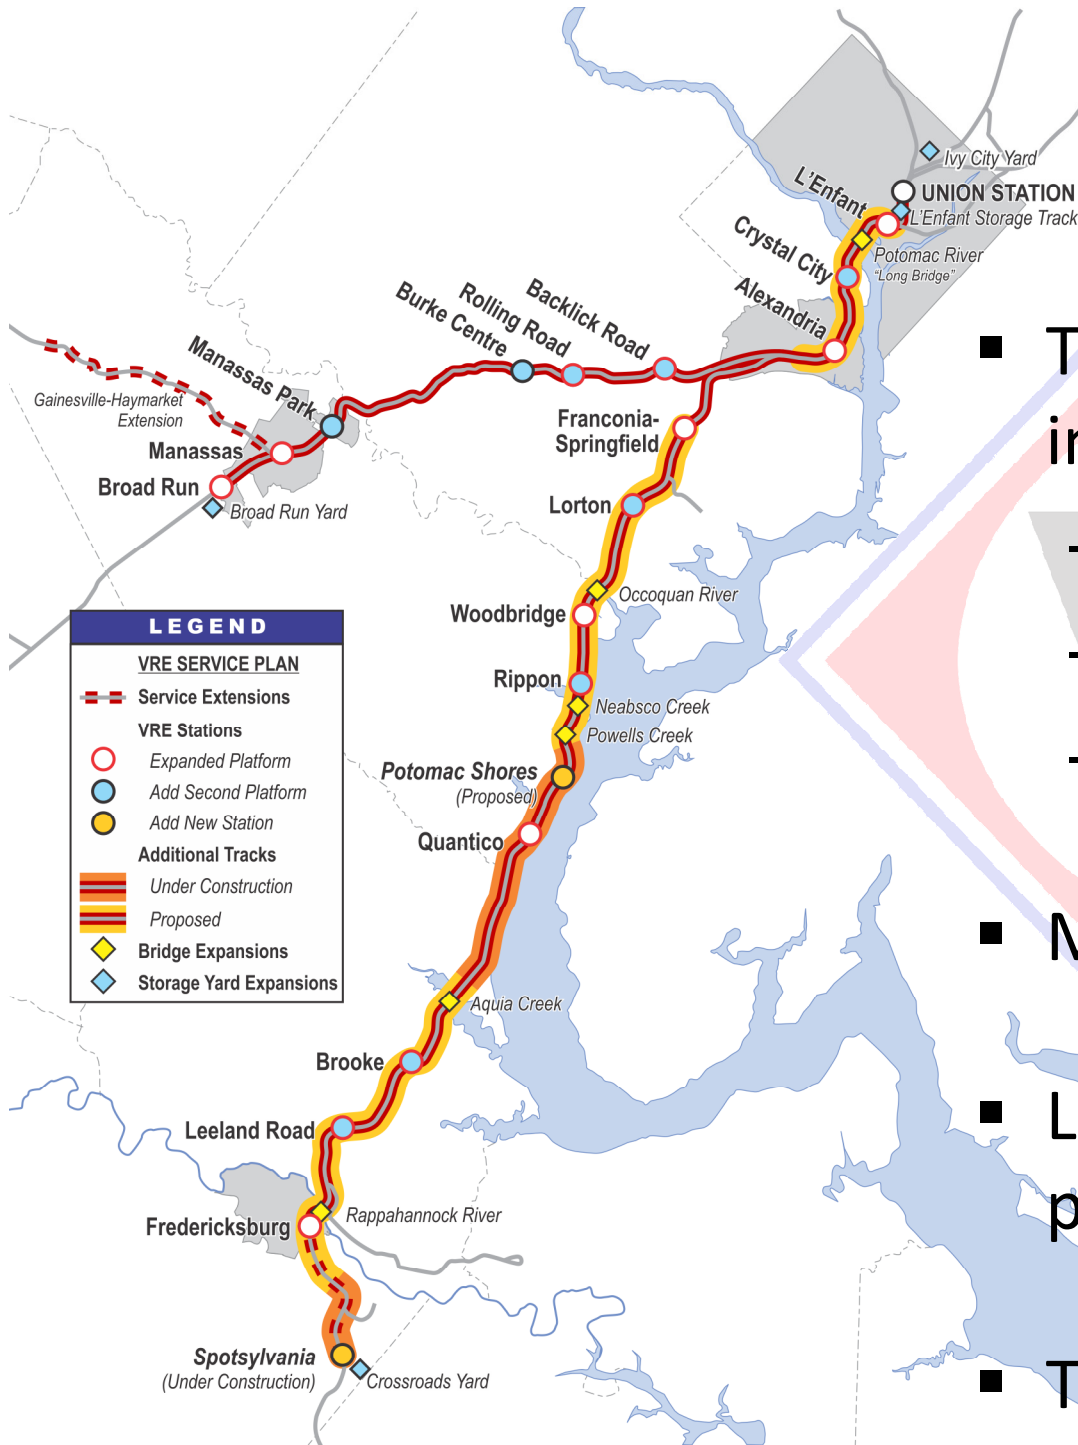 Ivy City Yard
L'Enfant
UNION STATION
L'Enfant Storage Track
Crystal City
Potomac River
"Long Bridge"
Alexandria
Backlick Road
Rolling Road
Burke Centre
Manassas Park
Gainesville-Haymarket
Extension
Manassas
Broad Run
Broad Run Yard
Franconia-
Springfield
Lorton
Occoquan River
Woodbridge
Rippon
Neabsco Creek
Powells Creek
Potomac Shores
(Proposed)
Quantico
Aquia Creek
Brooke
Leeland Road
Rappahannock River
Fredericksburg
Spotsylvania
(Under Construction)
Crossroads Yard
LEGEND
VRE SERVICE PLAN
Service Extensions
VRE Stations
Expanded Platform
Add Second Platform
Add New Station
Additional Tracks
Under Construction
Proposed
Bridge Expansions
Storage Yard Expansions
▪ T
in
-
-
-
▪ M
▪ L
p
▪ T